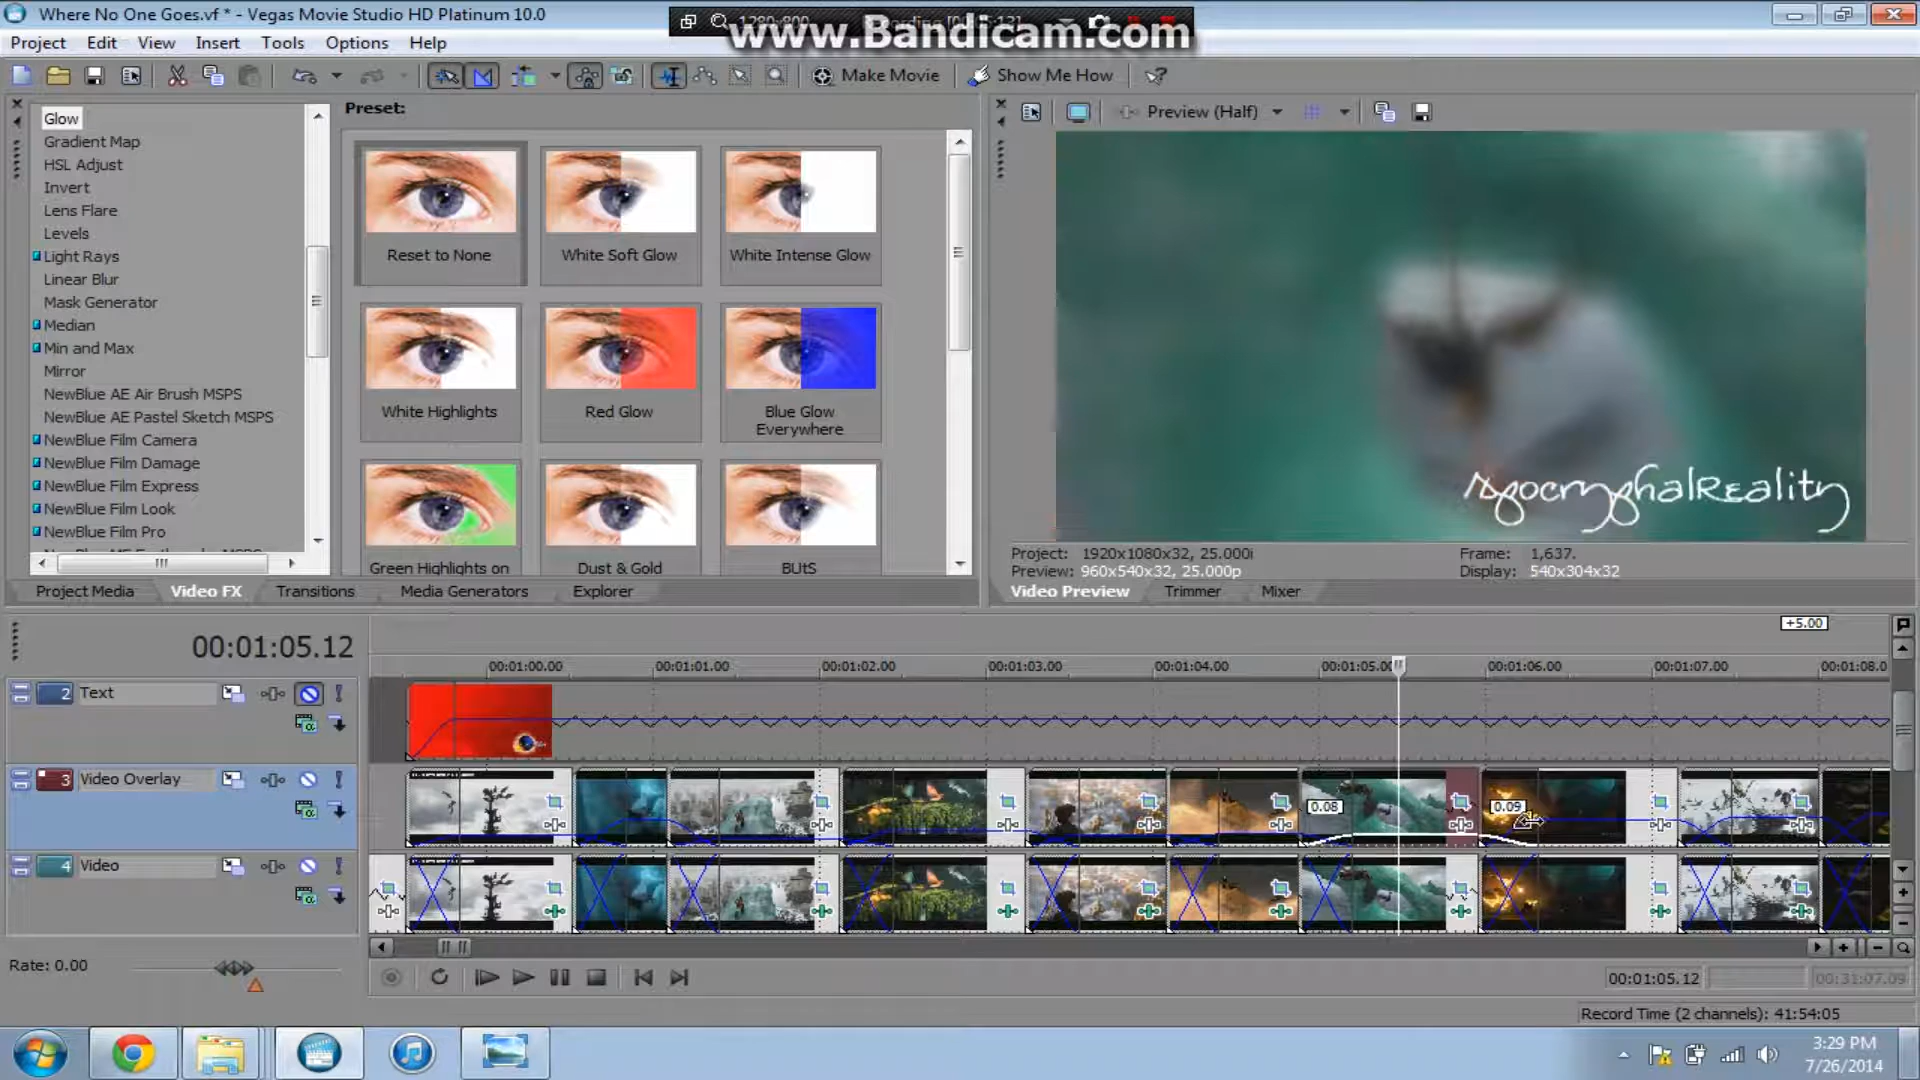 Where No One Goes.vf * - Vegas Movie Studio HD Platinum 10.0
www.Bandicam.com
Project Edit View Insert Tools Options Help
Make Movie Show Me How
Glow
Gradient Map
HSL Adjust
Invert
Lens Flare
Levels
Light Rays
Linear Blur
Mask Generator
Median
Min and Max
Mirror
NewBlue AE Air Brush MSPS
NewBlue AE Pastel Sketch MSPS
NewBlue Film Camera
NewBlue Film Damage
NewBlue Film Express
NewBlue Film Look
NewBlue Film Pro
Preset:
Reset to None White Soft Glow White Intense Glow
White Highlights Red Glow Blue Glow
Everywhere
Green Highlights on Dust & Gold BUtS
Project Media Video FX Transitions Media Generators Explorer
Preview (Half)
ApocryphalReality
Project: 1920x1080x32, 25.000i Frame: 1,637.
Preview: 960x540x32, 25.000p Display: 540x304x32
Video Preview Trimmer Mixer
+5.00
00:01:05.12
00:01:00.00 00:01:01.00 00:01:02.00 00:01:03.00 00:01:04.00 00:01:05.00 00:01:06.00 00:01:07.00 00:01:08.0
2 Text
3 Video Overlay
0.08 0.09
4 Video
Rate: 0.00
00:01:05.12 00:31:07.09
Record Time (2 channels): 41:54:05
3:29 PM
7/26/2014